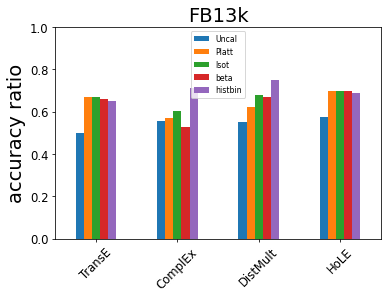 FB13k
accuracy ratio
1.0
0.8
0.6
0.4
0.2
0.0
Uncal
Platt
Isot
beta
histbin
TransE
ComplEx
DistMult
HoLE